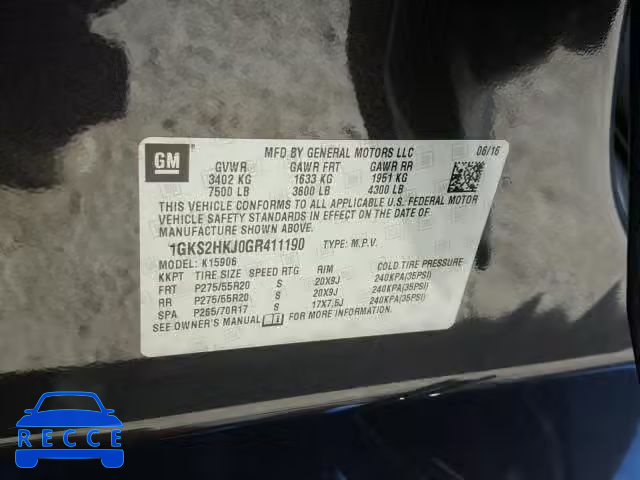 GM
MFD BY GENERAL MOTORS LLC 06/16
GVWR GAWR FRT GAWR RR
3402 KG 1633 KG 1951 KG
7500 LB 3600 LB 4300 LB
THIS VEHICLE CONFORMS TO ALL APPLICABLE U.S. FEDERAL MOTOR
VEHICLE SAFETY STANDARDS IN EFFECT ON THE DATE OF
MANUFACTURE SHOWN ABOVE.
1GKS2HKJ0GR411190 TYPE: M.P.V.
MODEL: K15906
KKPT TIRE SIZE SPEED RTG RIM COLD TIRE PRESSURE
FRT P275/55R20 S 20X9J 240KPA(35PSI)
RR P275/55R20 S 20X9J 240KPA(35PSI)
SPA P265/70R17 S 17X7.5J 240KPA(35PSI)
SEE OWNER'S MANUAL FOR MORE INFORMATION.
RECCE